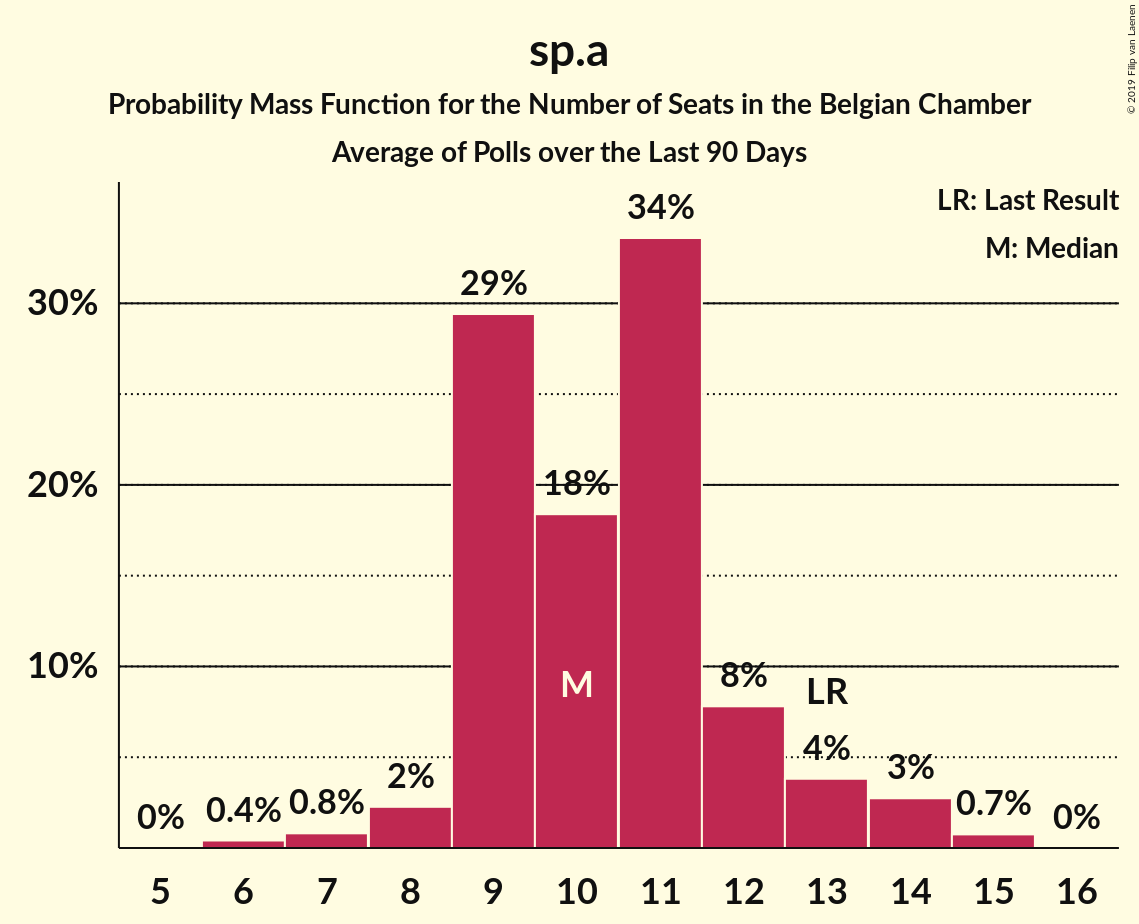 sp.a
Probability Mass Function for the Number of Seats in the Belgian Chamber
Average of Polls over the Last 90 Days
© 2019 Filip van Laenen
LR: Last Result
M: Median
34%
29%
30%
18%
20%
10%
M
8%
LR
4%
3%
2%
0%
0.4%
0.8%
0.7%
0%
5 6 7 8 9 10 11 12 13 14 15 16